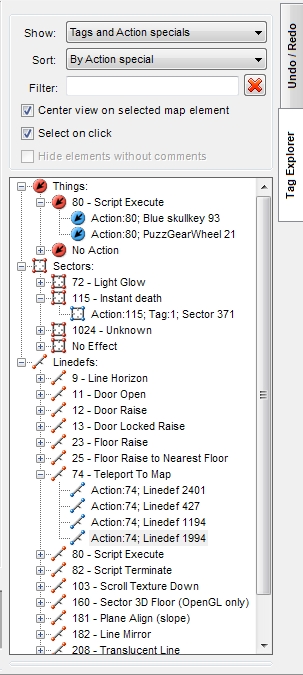 Show: Tags and Action specials
Sort: By Action special
Filter:
Center view on selected map element
Select on click
Hide elements without comments
Undo / Redo
Tag Explorer
Things:
80 - Script Execute
Action:80; Blue skullkey 93
Action:80; PuzzGearWheel 21
No Action
Sectors:
72 - Light Glow
115 - Instant death
Action:115; Tag:1; Sector 371
1024 - Unknown
No Effect
Linedefs:
9 - Line Horizon
11 - Door Open
12 - Door Raise
13 - Door Locked Raise
23 - Floor Raise
25 - Floor Raise to Nearest Floor
74 - Teleport To Map
Action:74; Linedef 2401
Action:74; Linedef 427
Action:74; Linedef 1194
Action:74; Linedef 1994
80 - Script Execute
82 - Script Terminate
103 - Scroll Texture Down
160 - Sector 3D Floor (OpenGL only)
181 - Plane Align (slope)
182 - Line Mirror
208 - Translucent Line